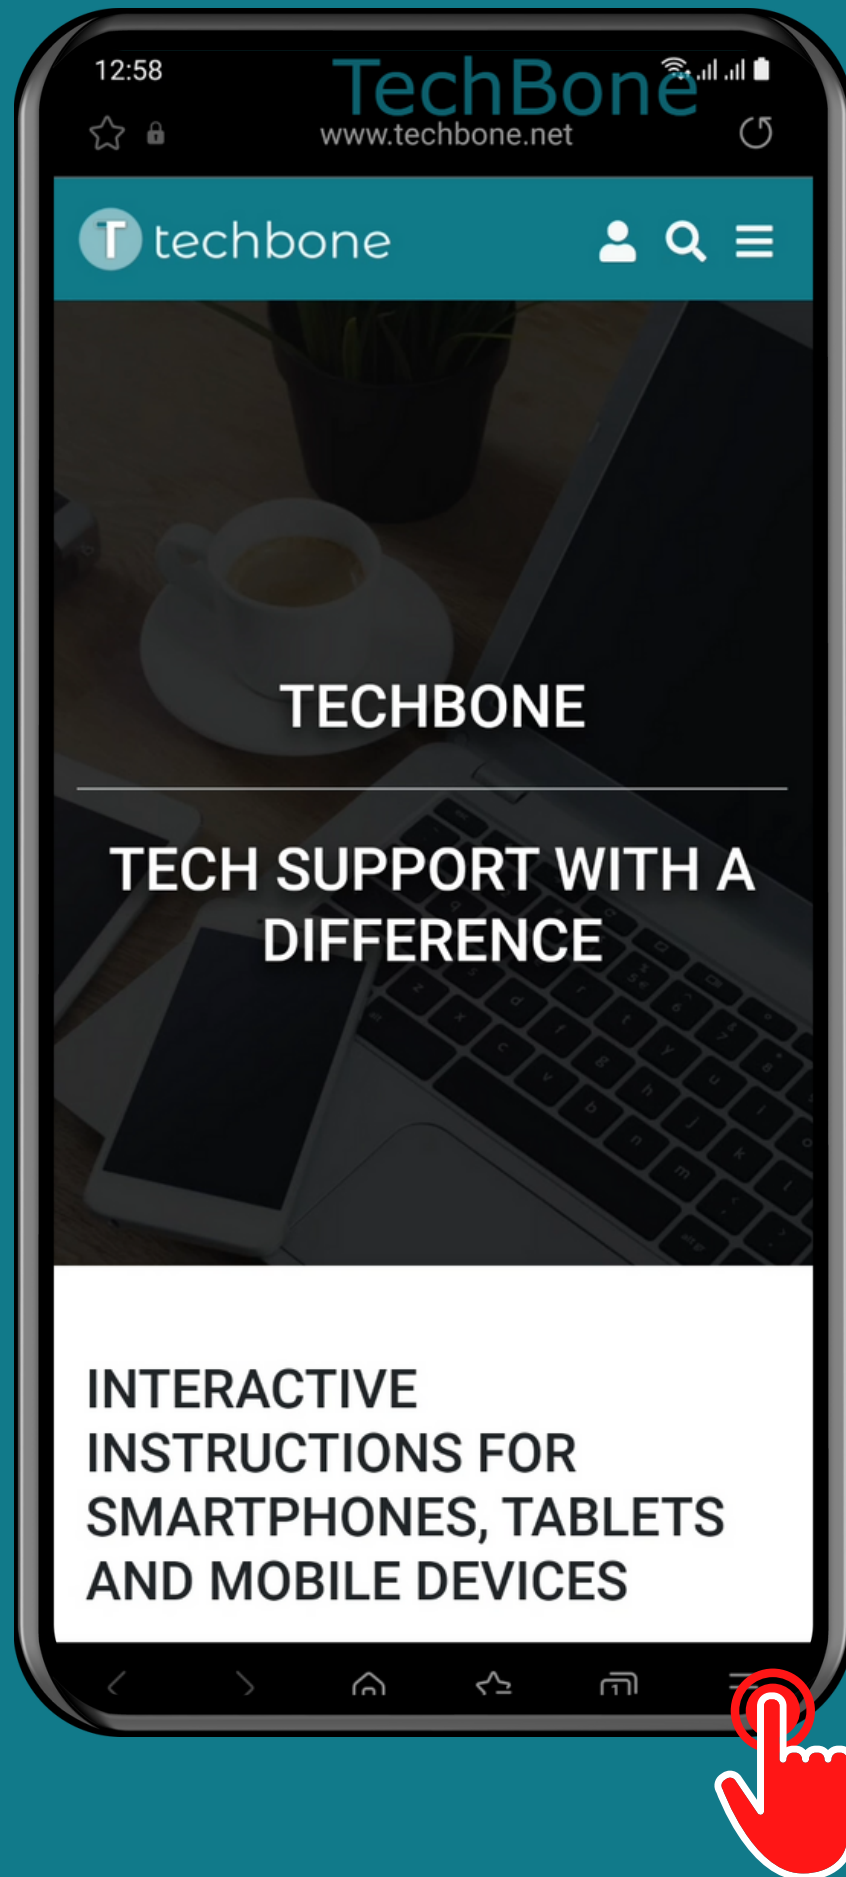 12:58
TechBone
www.techbone.net
T techbone
TECHBONE
TECH SUPPORT WITH A
DIFFERENCE
INTERACTIVE
INSTRUCTIONS FOR
SMARTPHONES, TABLETS
AND MOBILE DEVICES
1